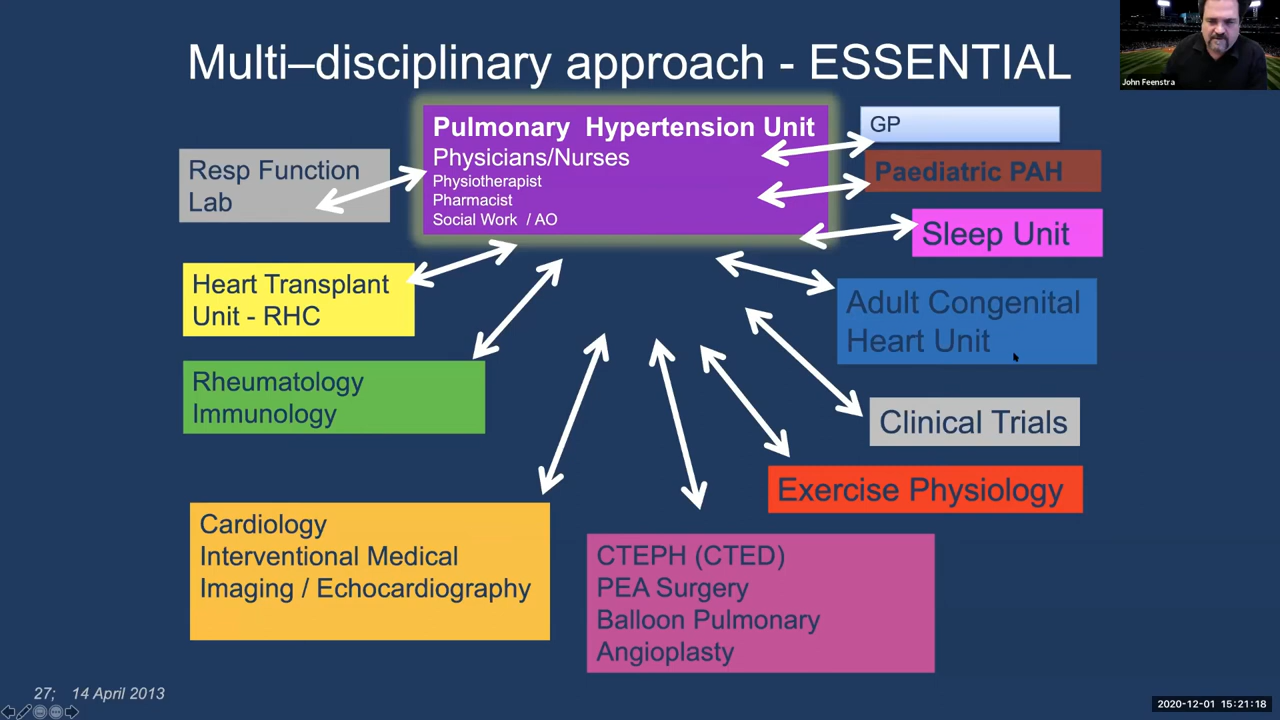 Multi–disciplinary approach - ESSENTIAL
John Feenstra
Pulmonary Hypertension Unit
Physicians/Nurses
Physiotherapist
Pharmacist
Social Work / AO
GP
Paediatric PAH
Resp Function
Lab
Sleep Unit
Heart Transplant
Unit - RHC
Adult Congenital
Heart Unit
Rheumatology
Immunology
Clinical Trials
Exercise Physiology
Cardiology
Interventional Medical
Imaging / Echocardiography
CTEPH (CTED)
PEA Surgery
Balloon Pulmonary
Angioplasty
27; 14 April 2013
2020-12-01 15:21:18